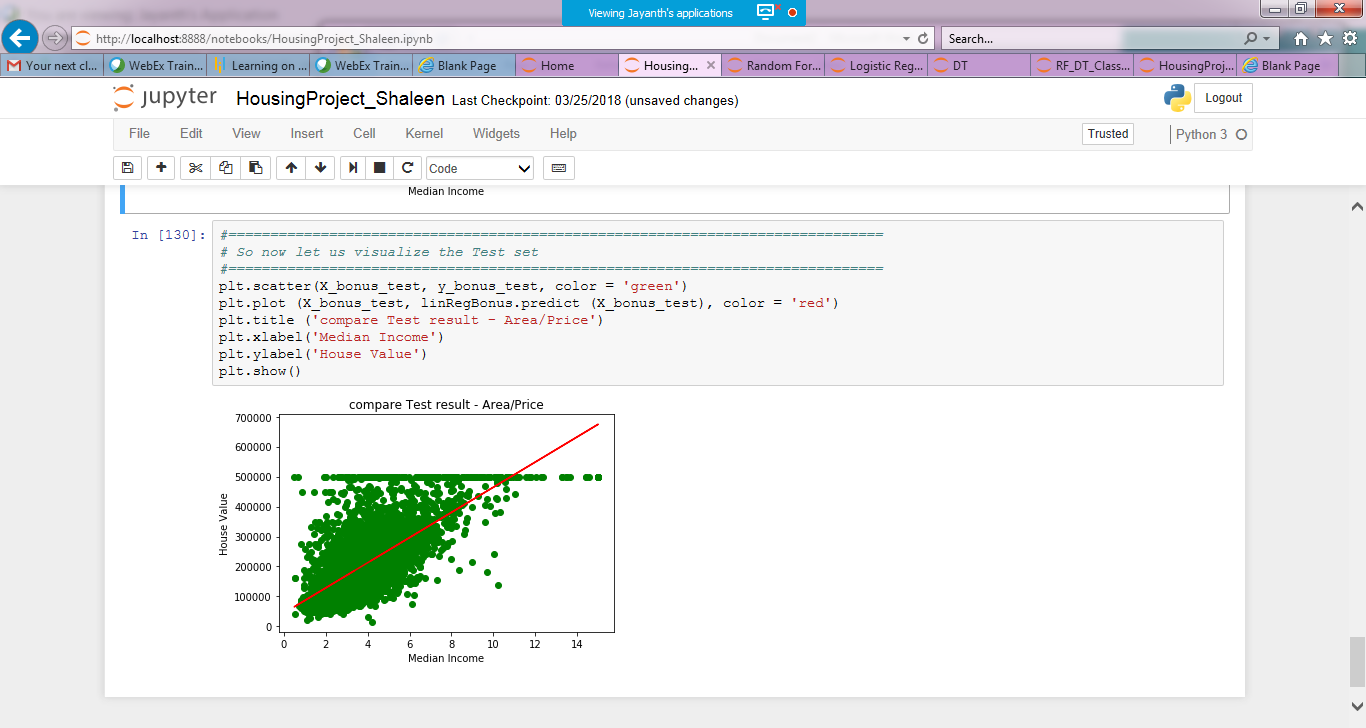 Viewing Jayanth's applications
http://localhost:8888/notebooks/HousingProject_Shaleen.ipynb
Search...
Your next cl... WebEx Train... Learning on ... WebEx Train... Blank Page Home Housing... Random For... Logistic Reg... DT RF_DT_Class... HousingProj... Blank Page
jupyter HousingProject_Shaleen Last Checkpoint: 03/25/2018 (unsaved changes) Logout
File Edit View Insert Cell Kernel Widgets Help Trusted Python 3
Code
Median Income
In [130]:
#==============================================================================
# So now let us visualize the Test set
#==============================================================================
plt.scatter(X_bonus_test, y_bonus_test, color = 'green')
plt.plot (X_bonus_test, linRegBonus.predict (X_bonus_test), color = 'red')
plt.title ('compare Test result - Area/Price')
plt.xlabel('Median Income')
plt.ylabel('House Value')
plt.show()
compare Test result - Area/Price
700000
600000
500000
400000
300000
200000
100000
0
House Value
0 2 4 6 8 10 12 14
Median Income